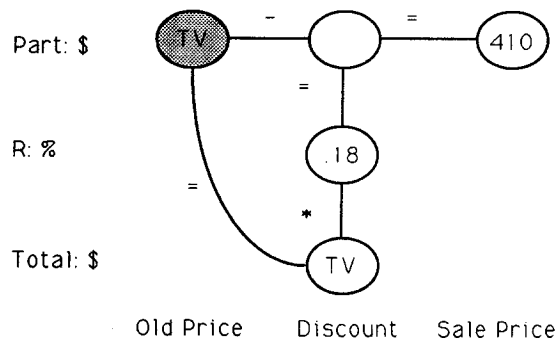 Part: $ TV - = 410
=
R: % .18
=
*
Total: $ TV
Old Price Discount Sale Price